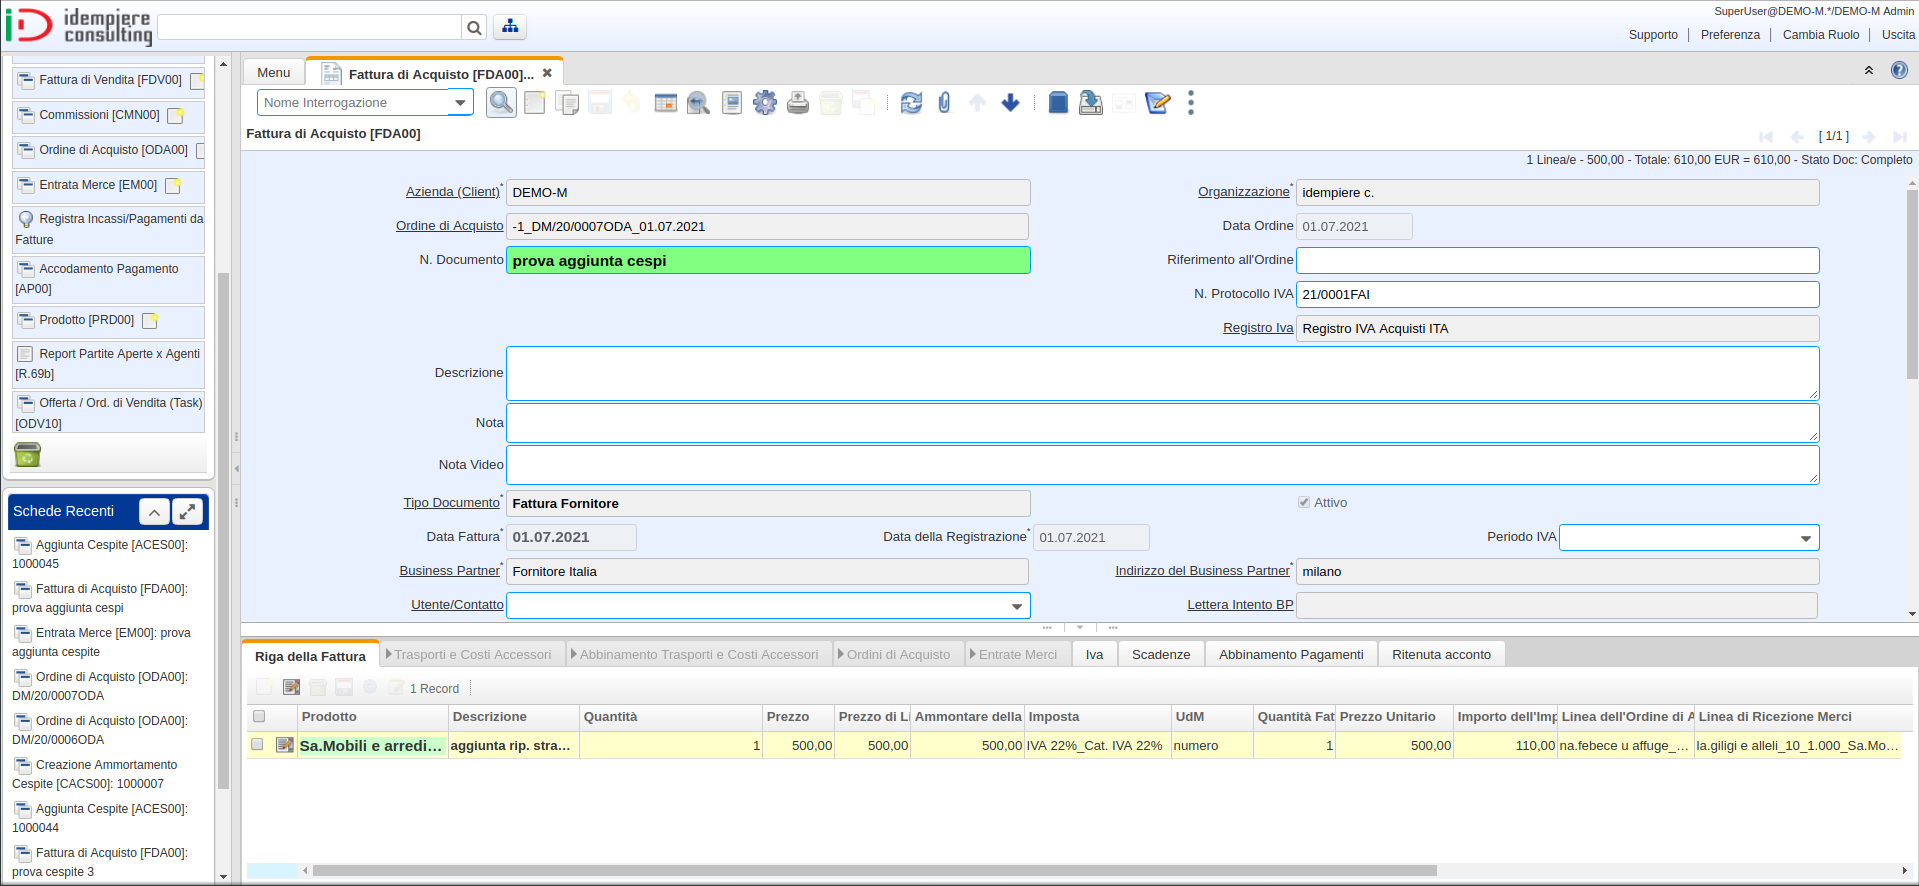 idempiere
consulting
SuperUser@DEMO-M.*/DEMO-M Admin
Supporto
Preferenza
Cambia Ruolo
Uscita
Fattura di Vendita [FDV00]
Commissioni [CMN00]
Ordine di Acquisto [ODA00]
Entrata Merce [EM00]
Registra Incassi/Pagamenti da
Fatture
Accodamento Pagamento
[AP00]
Prodotto [PRD00]
Report Partite Aperte x Agenti
[R.69b]
Offerta / Ord. di Vendita (Task)
[ODV10]
Schede Recenti
Aggiunta Cespite [ACES00]:
1000045
Fattura di Acquisto [FDA00]:
prova aggiunta cespi
Entrata Merce [EM00]: prova
aggiunta cespite
Ordine di Acquisto [ODA00]:
DM/20/0007ODA
Ordine di Acquisto [ODA00]:
DM/20/0006ODA
Creazione Ammortamento
Cespite [CACS00]: 1000007
Aggiunta Cespite [ACES00]:
1000044
Fattura di Acquisto [FDA00]:
prova cespite 3
Menu
Fattura di Acquisto [FDA00]...
Nome Interrogazione
Fattura di Acquisto [FDA00]
[ 1/1 ]
1 Linea/e - 500,00 - Totale: 610,00 EUR = 610,00 - Stato Doc: Completo
Azienda (Client)* DEMO-M
Organizzazione* idempiere c.
Ordine di Acquisto -1_DM/20/0007ODA_01.07.2021
Data Ordine 01.07.2021
N. Documento prova aggiunta cespi
Riferimento all'Ordine
N. Protocollo IVA 21/0001FAI
Registro Iva Registro IVA Acquisti ITA
Descrizione
Nota
Nota Video
Tipo Documento* Fattura Fornitore
Attivo
Data Fattura* 01.07.2021
Data della Registrazione* 01.07.2021
Periodo IVA
Business Partner* Fornitore Italia
Indirizzo del Business Partner* milano
Utente/Contatto
Lettera Intento BP
Riga della Fattura
Trasporti e Costi Accessori
Abbinamento Trasporti e Costi Accessori
Ordini di Acquisto
Entrate Merci
Iva
Scadenze
Abbinamento Pagamenti
Ritenuta acconto
1 Record
Prodotto Descrizione Quantità Prezzo Prezzo di Li Ammontare della Imposta UdM Quantità Fat Prezzo Unitario Importo dell'Imp Linea dell'Ordine di A Linea di Ricezione Merci
Sa.Mobili e arredi... aggiunta rip. stra... 1 500,00 500,00 500,00 IVA 22%_Cat. IVA 22% numero 1 500,00 110,00 na.febece u affuge_... la.giligi e alleli_10_1.000_Sa.Mo...